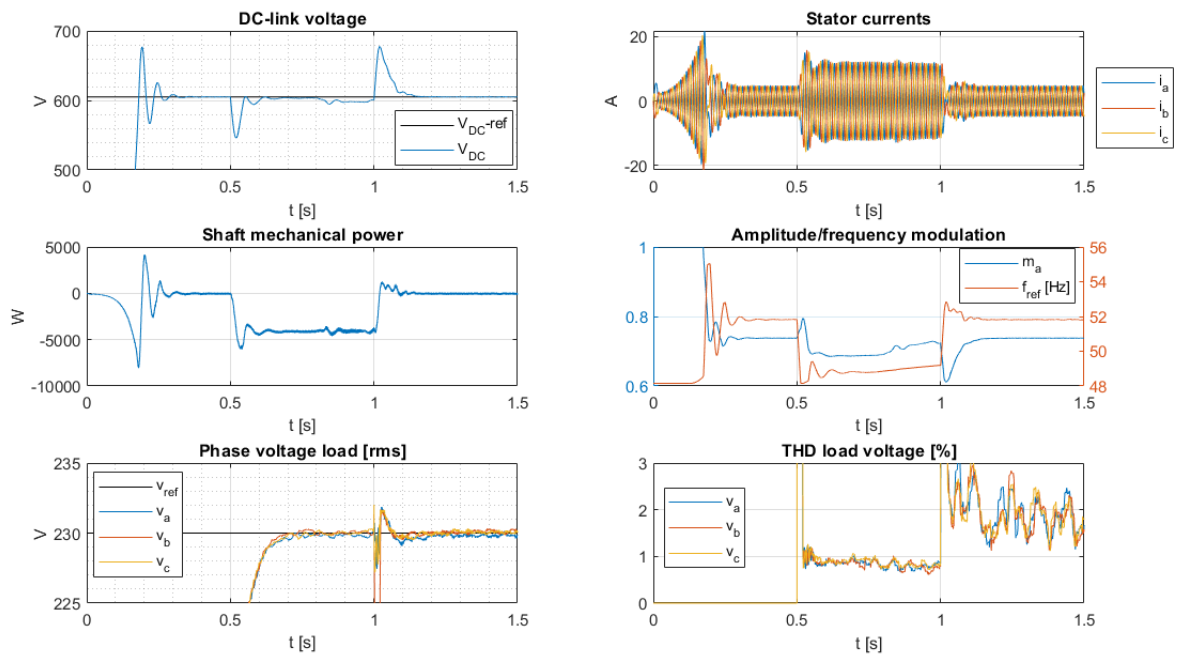 DC-link voltage
700
600
500
V
V_DC-ref
V_DC
0 0.5 1 1.5
t [s]
Stator currents
20
0
-20
A
i_a
i_b
i_c
0 0.5 1 1.5
t [s]
Shaft mechanical power
5000
0
-5000
-10000
W
0 0.5 1 1.5
t [s]
Amplitude/frequency modulation
1
0.8
0.6
m_a
f_ref [Hz]
56
54
52
50
48
0 0.5 1 1.5
t [s]
Phase voltage load [rms]
235
230
225
V
v_ref
v_a
v_b
v_c
0 0.5 1 1.5
t [s]
THD load voltage [%]
3
2
1
0
v_a
v_b
v_c
0 0.5 1 1.5
t [s]